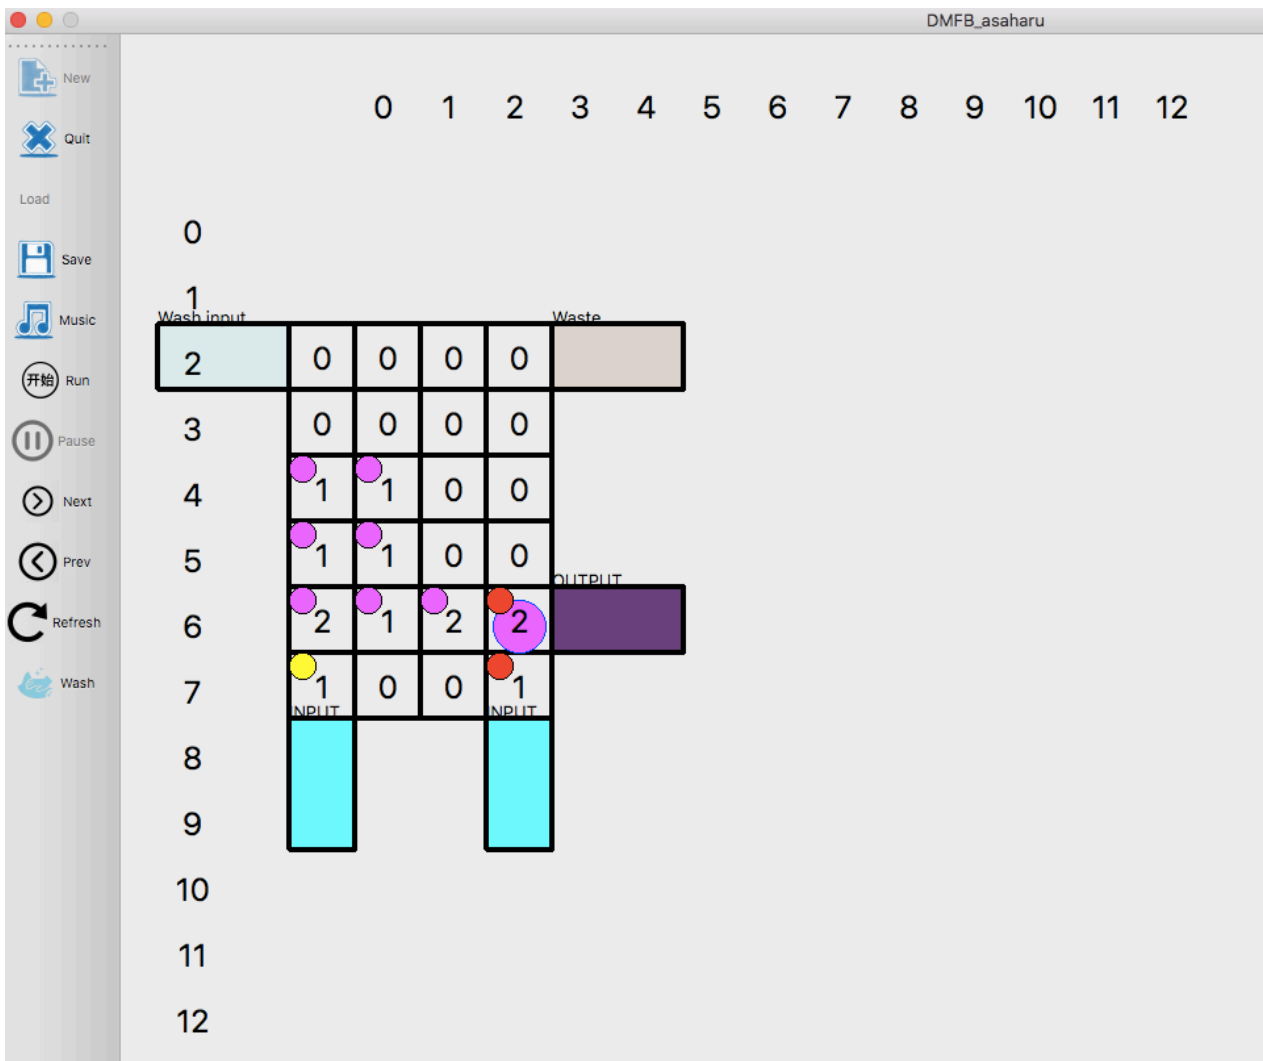 DMFB_asaharu
New
Quit
Load
Save
Music
开始 Run
Pause
Next
Prev
Refresh
Wash
0 1 2 3 4 5 6 7 8 9 10 11 12
0
1
Wash input Waste
2 0 0 0 0
3 0 0 0 0
4 1 1 0 0
5 1 1 0 0
OUTPUT
6 2 1 2 2
7 1 0 0 1
INPUT INPUT
8
9
10
11
12